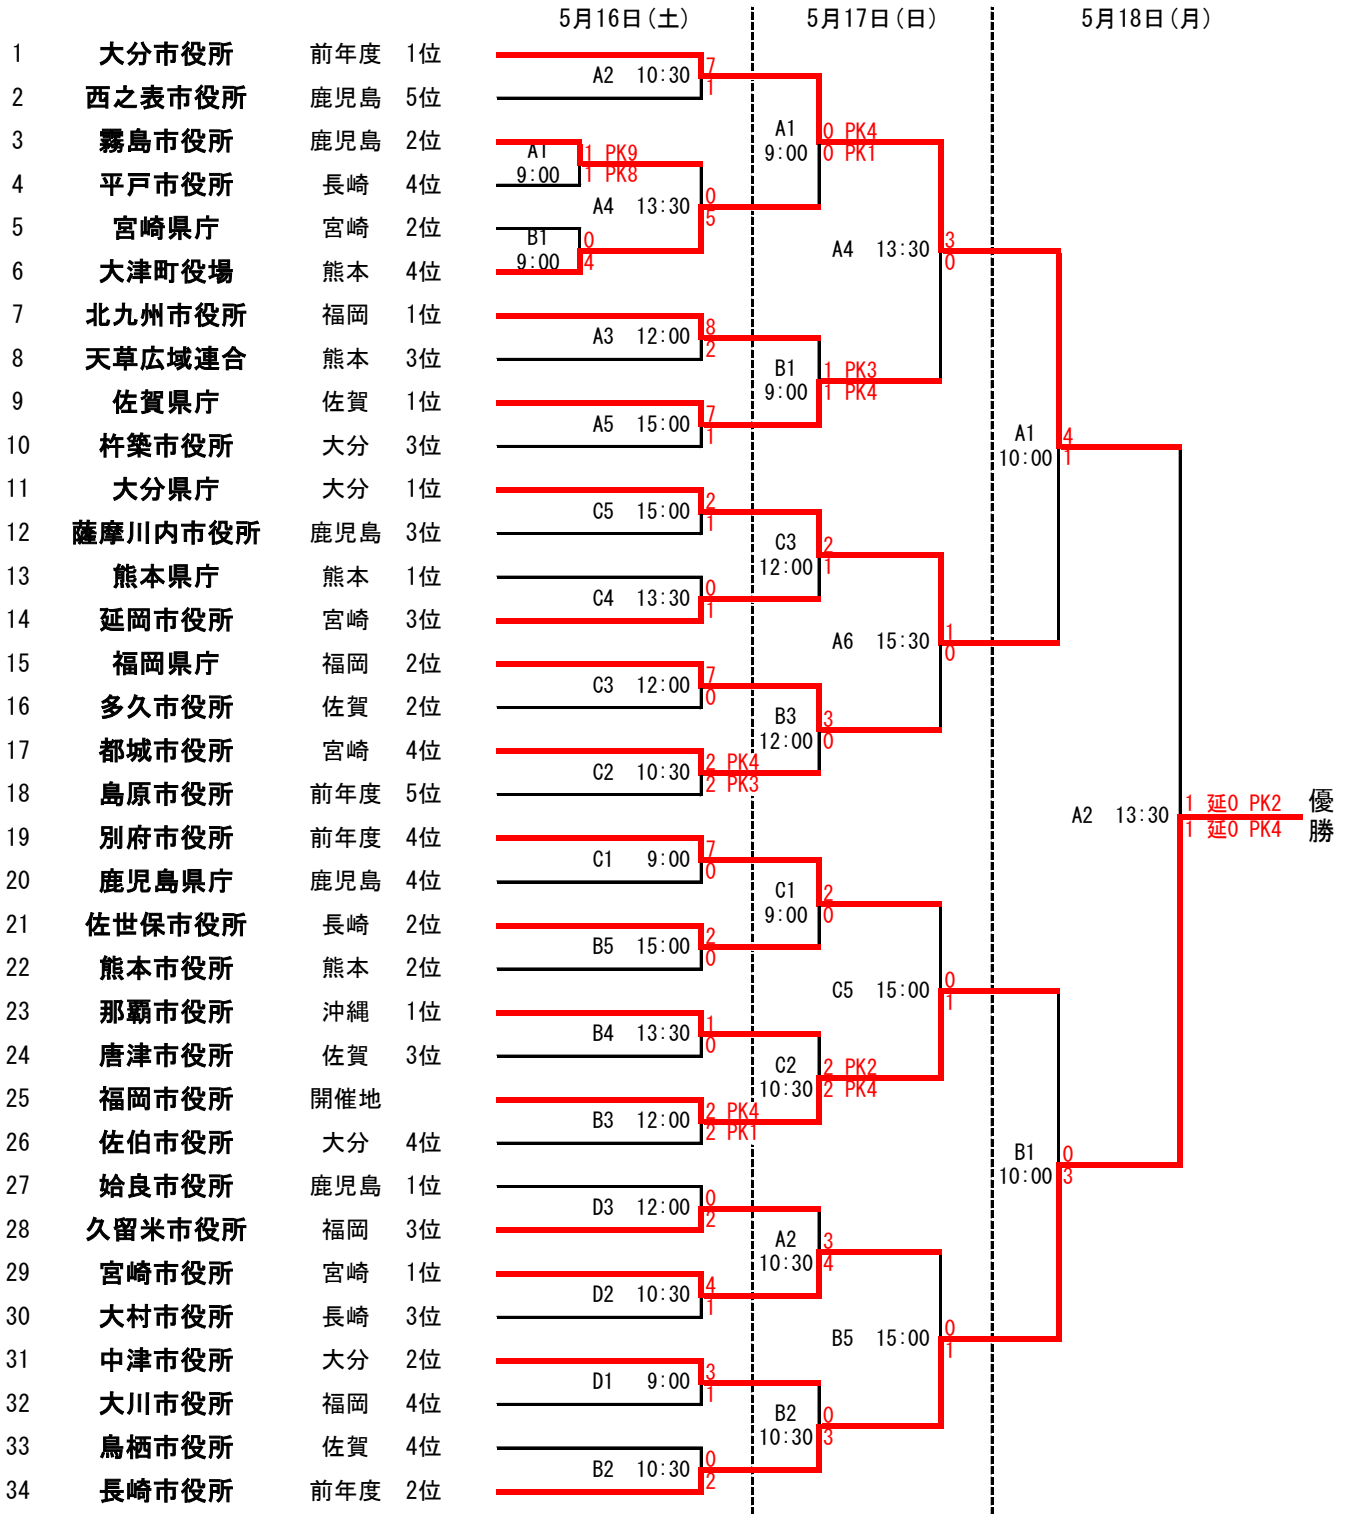 5月16日(土) 5月17日(日) 5月18日(月)
1 大分市役所 前年度 1位
A2 10:30 7
1
2 西之表市役所 鹿児島 5位
A1 9:00 0 PK4
0 PK1
3 霧島市役所 鹿児島 2位
A1 9:00 1 PK9
1 PK8
4 平戸市役所 長崎 4位
A4 13:30 0
5
5 宮崎県庁 宮崎 2位
B1 9:00 0
4
A4 13:30 3
0
6 大津町役場 熊本 4位
7 北九州市役所 福岡 1位
A3 12:00 8
2
8 天草広域連合 熊本 3位
B1 9:00 1 PK3
1 PK4
9 佐賀県庁 佐賀 1位
A5 15:00 7
1
10 杵築市役所 大分 3位
A1 10:00 4
1
11 大分県庁 大分 1位
C5 15:00 2
1
12 薩摩川内市役所 鹿児島 3位
C3 12:00 2
1
13 熊本県庁 熊本 1位
C4 13:30 0
1
14 延岡市役所 宮崎 3位
A6 15:30 1
0
15 福岡県庁 福岡 2位
C3 12:00 7
0
16 多久市役所 佐賀 2位
B3 12:00 3
0
17 都城市役所 宮崎 4位
C2 10:30 2 PK4
2 PK3
18 島原市役所 前年度 5位
A2 13:30 1 延0 PK2
1 延0 PK4
優勝
19 別府市役所 前年度 4位
C1 9:00 7
0
20 鹿児島県庁 鹿児島 4位
C1 9:00 2
0
21 佐世保市役所 長崎 2位
B5 15:00 2
0
22 熊本市役所 熊本 2位
C5 15:00 0
1
23 那覇市役所 沖縄 1位
B4 13:30 1
0
24 唐津市役所 佐賀 3位
C2 10:30 2 PK2
2 PK4
25 福岡市役所 開催地
B3 12:00 2 PK4
2 PK1
26 佐伯市役所 大分 4位
B1 10:00 0
3
27 姶良市役所 鹿児島 1位
D3 12:00 0
2
28 久留米市役所 福岡 3位
A2 10:30 3
4
29 宮崎市役所 宮崎 1位
D2 10:30 4
1
30 大村市役所 長崎 3位
B5 15:00 0
1
31 中津市役所 大分 2位
D1 9:00 3
1
32 大川市役所 福岡 4位
B2 10:30 0
3
33 鳥栖市役所 佐賀 4位
B2 10:30 0
2
34 長崎市役所 前年度 2位